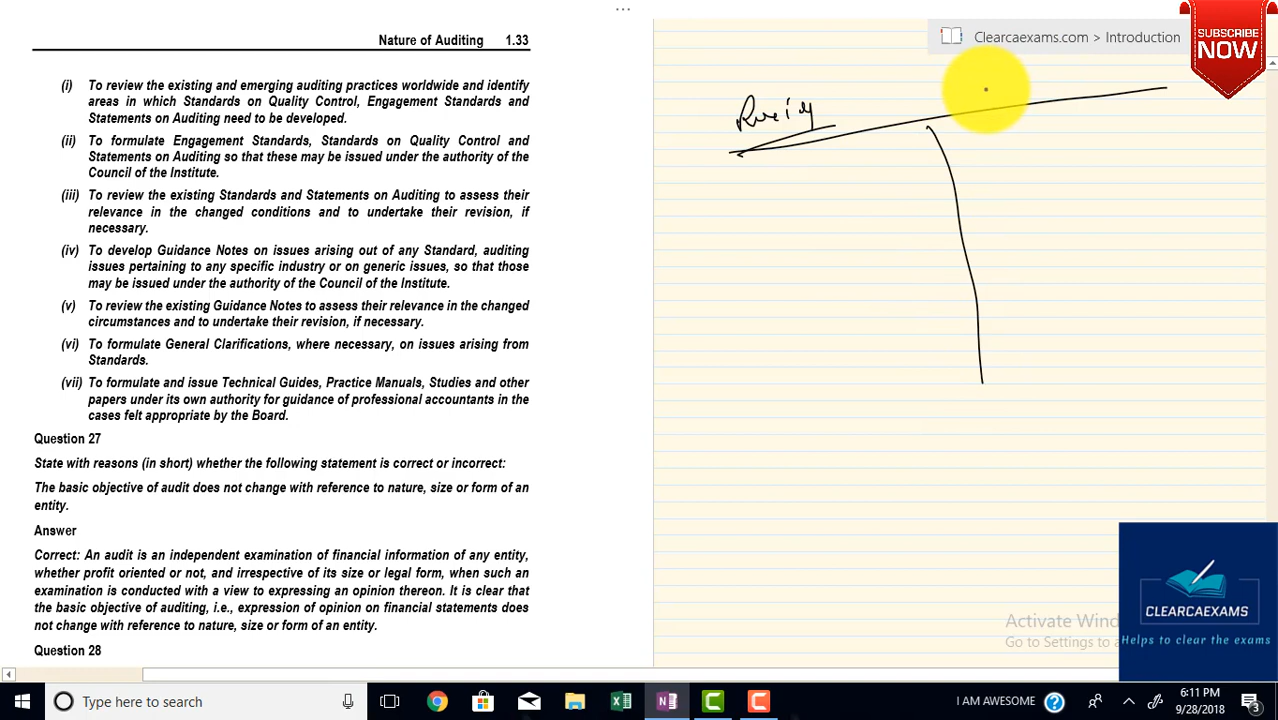 ...
Nature of Auditing 1.33
(i) To review the existing and emerging auditing practices worldwide and identify
areas in which Standards on Quality Control, Engagement Standards and
Statements on Auditing need to be developed.
(ii) To formulate Engagement Standards, Standards on Quality Control and
Statements on Auditing so that these may be issued under the authority of the
Council of the Institute.
(iii) To review the existing Standards and Statements on Auditing to assess their
relevance in the changed conditions and to undertake their revision, if
necessary.
(iv) To develop Guidance Notes on issues arising out of any Standard, auditing
issues pertaining to any specific industry or on generic issues, so that those
may be issued under the authority of the Council of the Institute.
(v) To review the existing Guidance Notes to assess their relevance in the changed
circumstances and to undertake their revision, if necessary.
(vi) To formulate General Clarifications, where necessary, on issues arising from
Standards.
(vii) To formulate and issue Technical Guides, Practice Manuals, Studies and other
papers under its own authority for guidance of professional accountants in the
cases felt appropriate by the Board.
Question 27
State with reasons (in short) whether the following statement is correct or incorrect:
The basic objective of audit does not change with reference to nature, size or form of an
entity.
Answer
Correct: An audit is an independent examination of financial information of any entity,
whether profit oriented or not, and irrespective of its size or legal form, when such an
examination is conducted with a view to expressing an opinion thereon. It is clear that
the basic objective of auditing, i.e., expression of opinion on financial statements does
not change with reference to nature, size or form of an entity.
Question 28
Clearcaexams.com > Introduction
SUBSCRIBE
NOW
CLEARCAEXAMS
Helps to clear the exams
Activate Wind
Go to Settings to a
Type here to search
I AM AWESOME
6:11 PM
9/28/2018
3